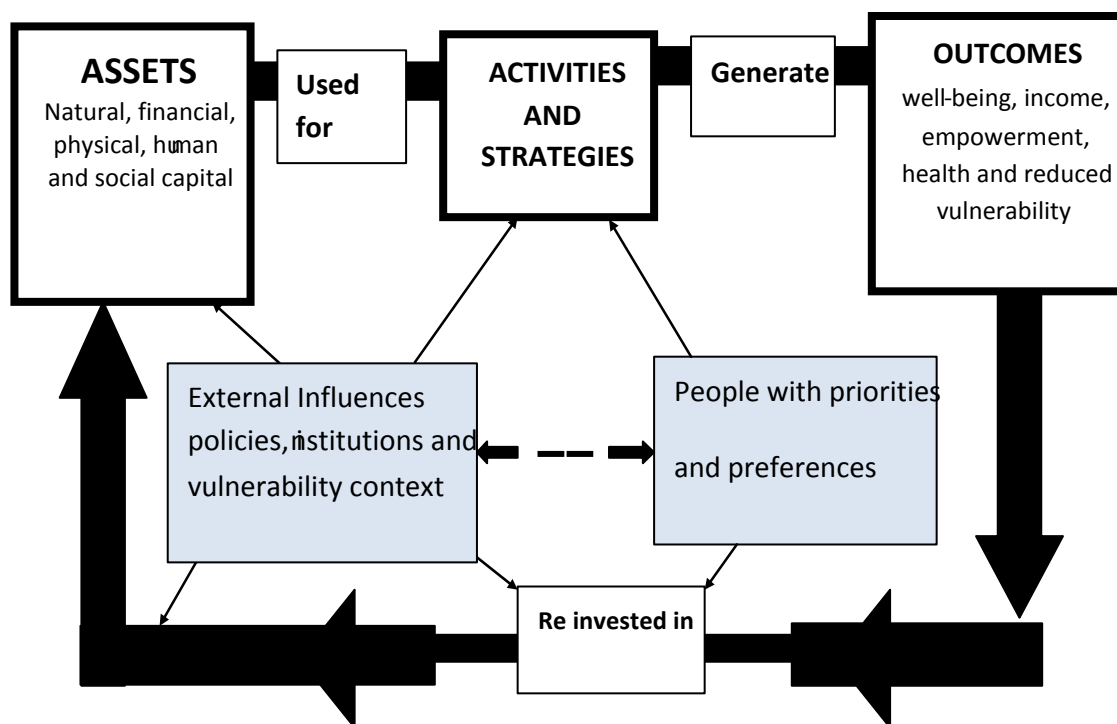 ASSETS
Natural, financial,
physical, human
and social capital
Used
for
ACTIVITIES
AND
STRATEGIES
Generate
OUTCOMES
well-being, income,
empowerment,
health and reduced
vulnerability
External Influences
policies, institutions and
vulnerability context
People with priorities
and preferences
Re invested in